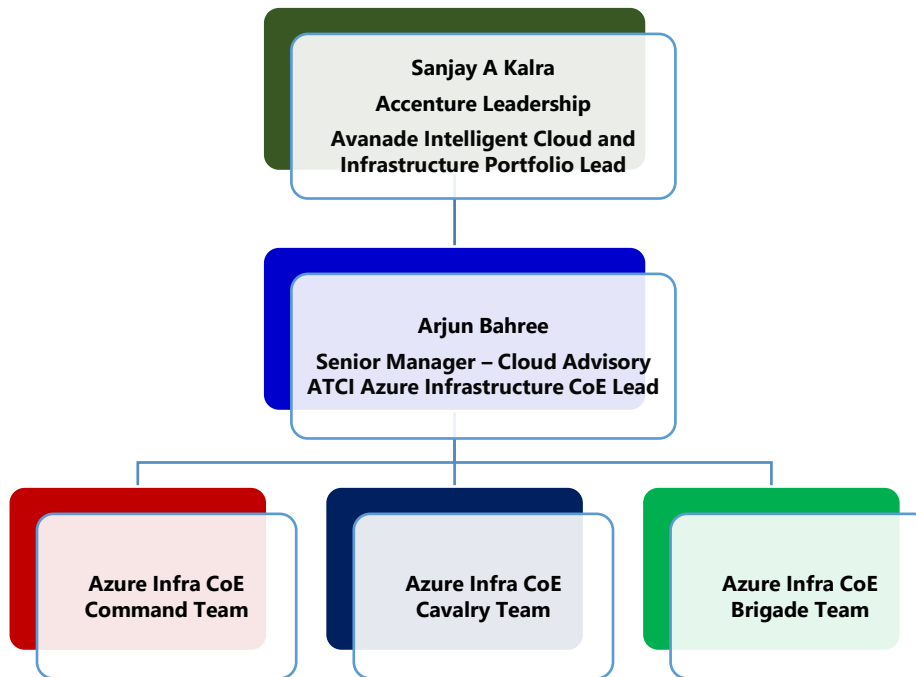 Sanjay A Kalra
Accenture Leadership
Avanade Intelligent Cloud and
Infrastructure Portfolio Lead
Arjun Bahree
Senior Manager – Cloud Advisory
ATCI Azure Infrastructure CoE Lead
Azure Infra CoE
Command Team
Azure Infra CoE
Cavalry Team
Azure Infra CoE
Brigade Team